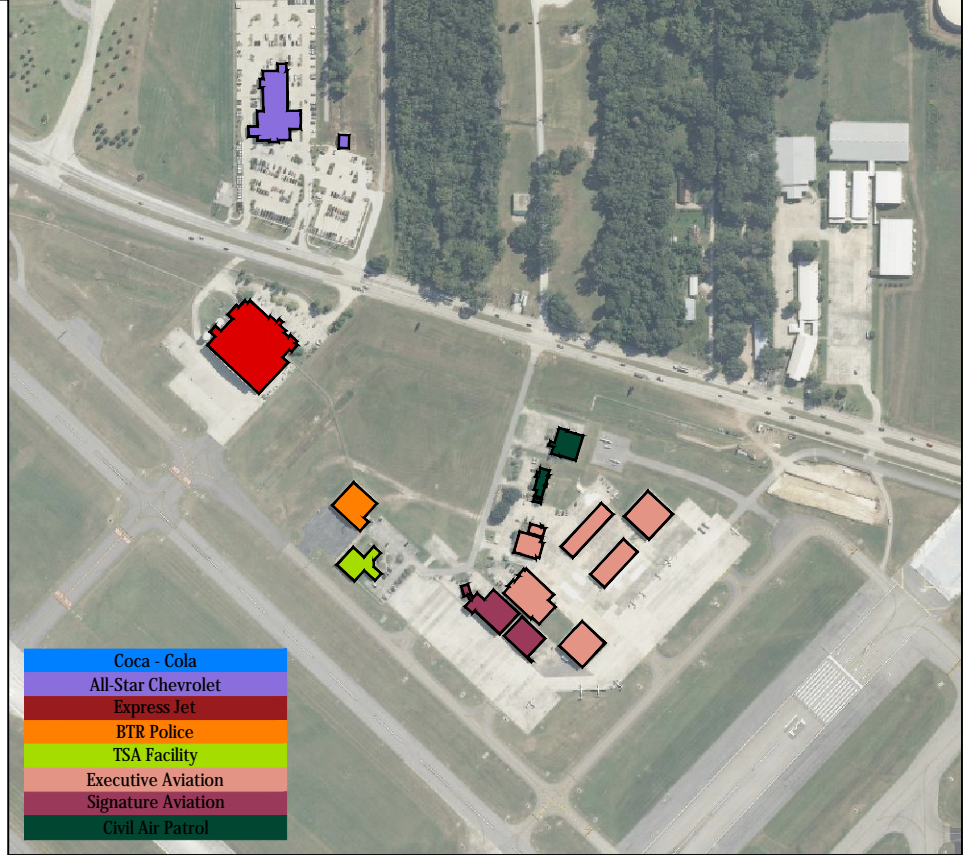 Coca - Cola
All-Star Chevrolet
Express Jet
BTR Police
TSA Facility
Executive Aviation
Signature Aviation
Civil Air Patrol